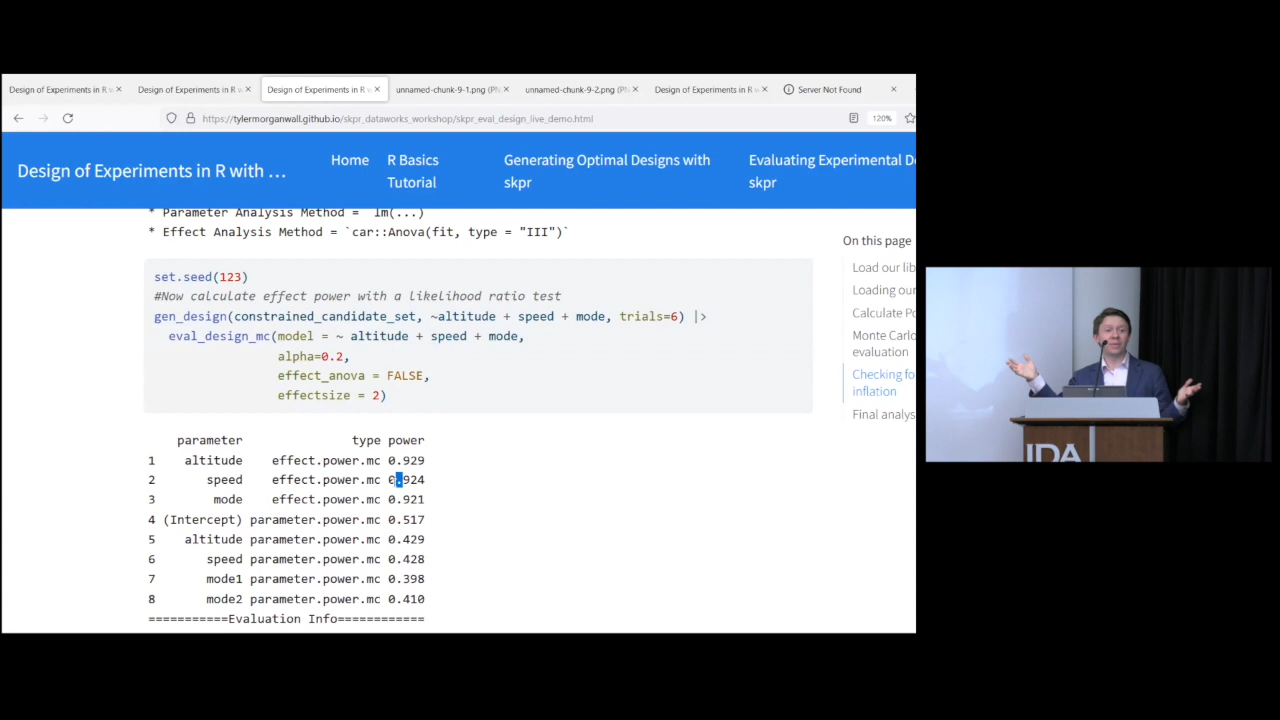 Design of Experiments in R w
Design of Experiments in R w
Design of Experiments in R w
unnamed-chunk-9-1.png (PN
unnamed-chunk-9-2.png (PN
Design of Experiments in R w
Server Not Found
https://tylermorganwall.github.io/skpr_dataworks_workshop/skpr_eval_design_live_demo.html
120%
Design of Experiments in R with ...
Home
R Basics
Tutorial
Generating Optimal Designs with
skpr
Evaluating Experimental De
skpr
* Parameter Analysis Method = `lm(...)`
* Effect Analysis Method = `car::Anova(fit, type = "III")`
set.seed(123)
#Now calculate effect power with a likelihood ratio test
gen_design(constrained_candidate_set, ~altitude + speed + mode, trials=6) |>
eval_design_mc(model = ~ altitude + speed + mode,
alpha=0.2,
effect_anova = FALSE,
effectsize = 2)
parameter type power
1 altitude effect.power.mc 0.929
2 speed effect.power.mc 0.924
3 mode effect.power.mc 0.921
4 (Intercept) parameter.power.mc 0.517
5 altitude parameter.power.mc 0.429
6 speed parameter.power.mc 0.428
7 mode1 parameter.power.mc 0.398
8 mode2 parameter.power.mc 0.410
===========Evaluation Info============
On this page
Load our lib
Loading our
Calculate Po
Monte Carlo
evaluation
Checking fo
inflation
Final analys
IDA